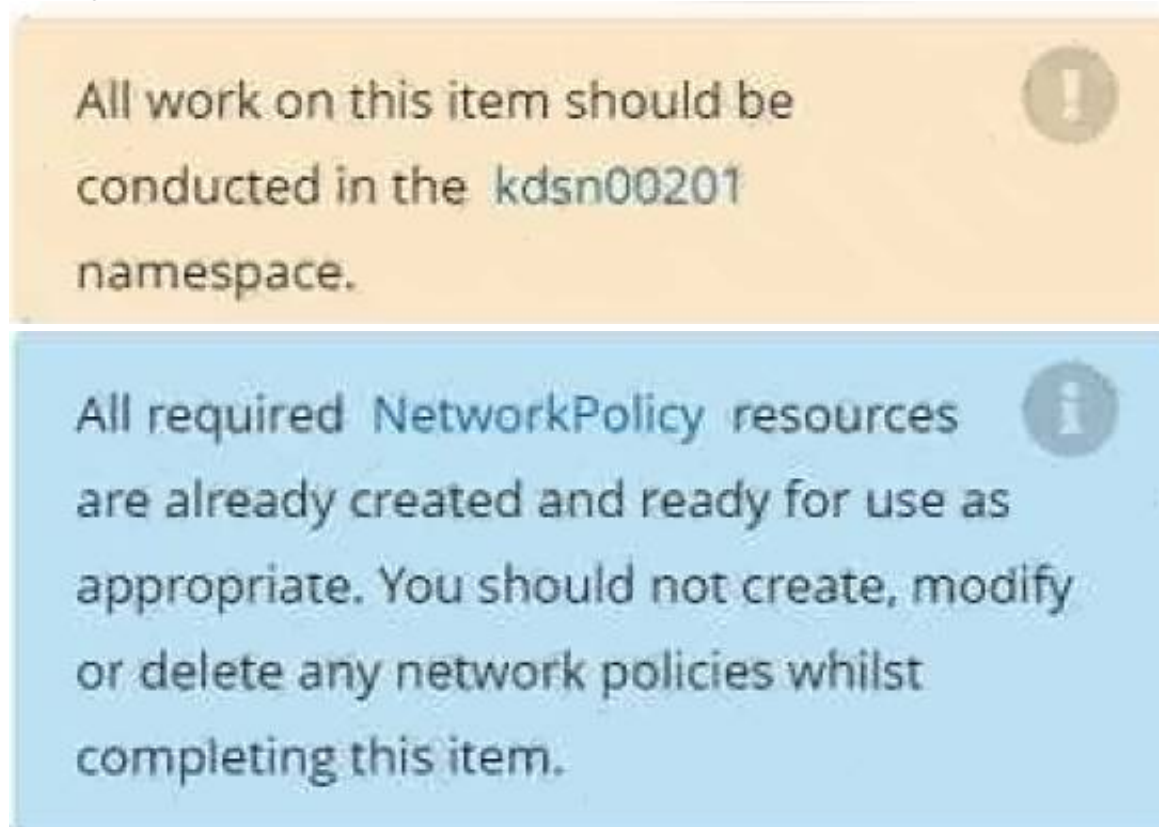 All work on this item should be
conducted in the kdsn00201
namespace.
All required NetworkPolicy resources
are already created and ready for use as
appropriate. You should not create, modify
or delete any network policies whilst
completing this item.